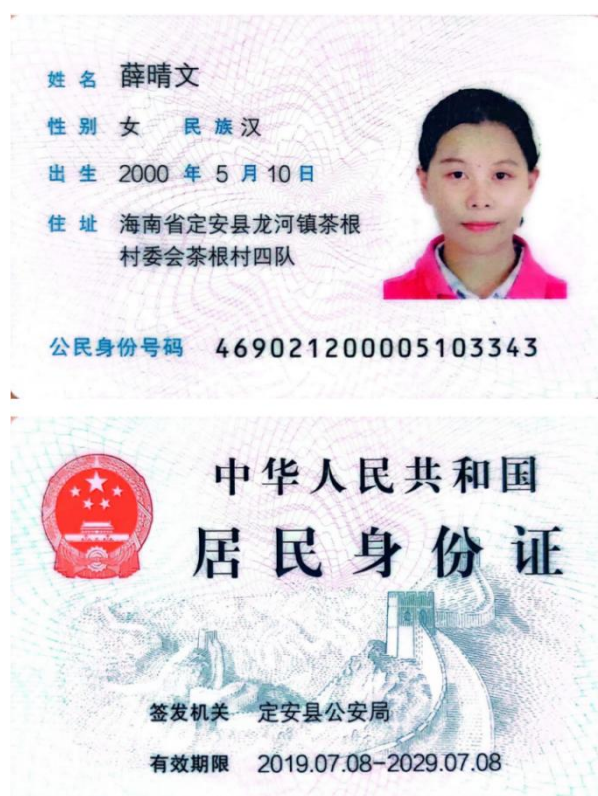 姓名 薛晴文
性别 女 民族 汉
出生 2000 年 5 月 10 日
住址 海南省定安县龙河镇茶根
村委会茶根村四队
公民身份号码 469021200005103343
中华人民共和国
居民身份证
签发机关 定安县公安局
有效期限 2019.07.08-2029.07.08